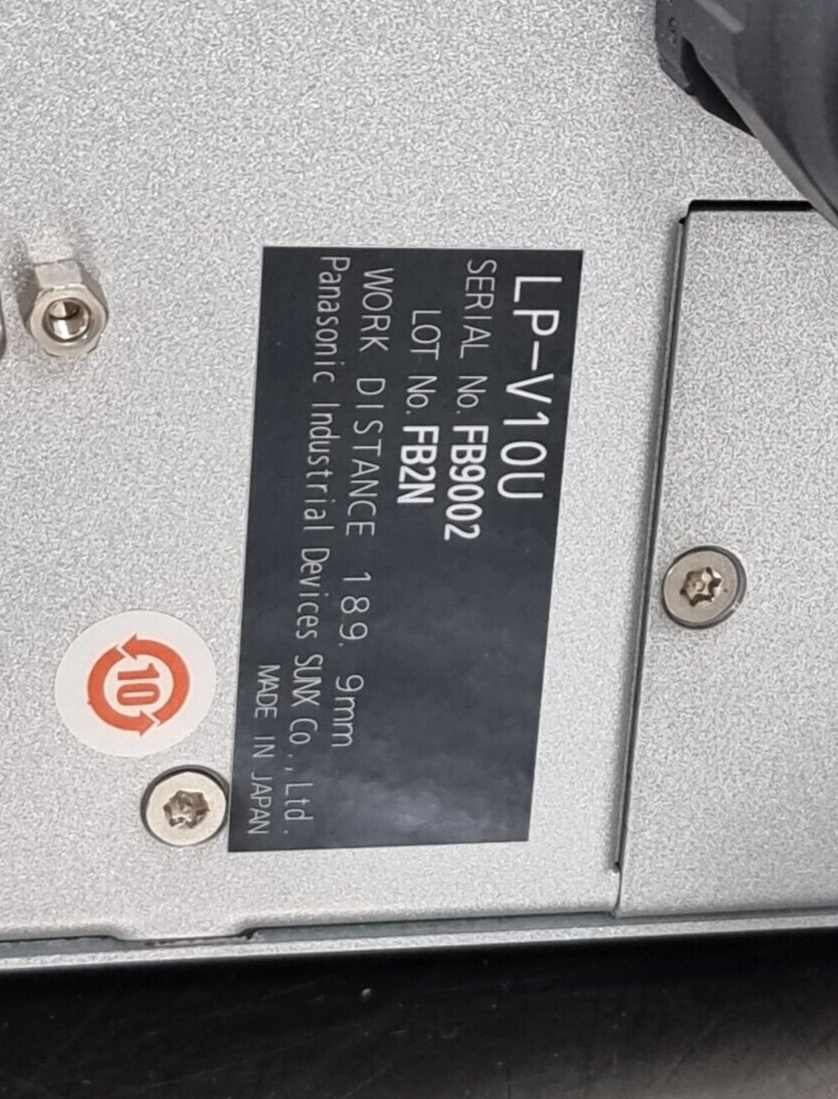 LP-V10U
SERIAL No. FB9002
LOT No. FB2N
WORK DISTANCE 189. 9mm
Panasonic Industrial Devices SUNX Co., Ltd.
MADE IN JAPAN
10